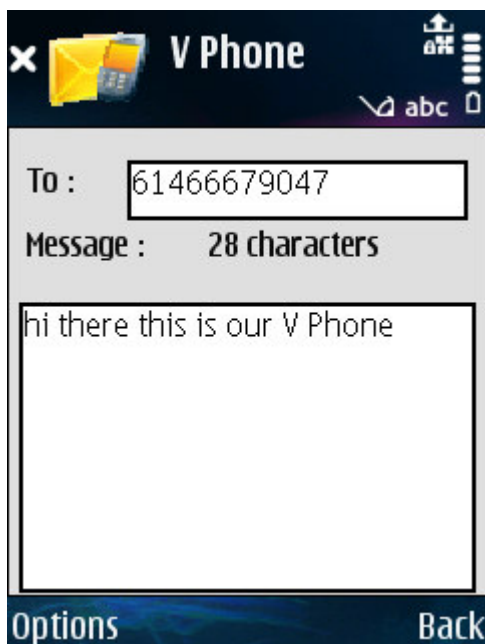 V Phone
abc
To : 61466679047
Message : 28 characters
hi there this is our V Phone
Options Back